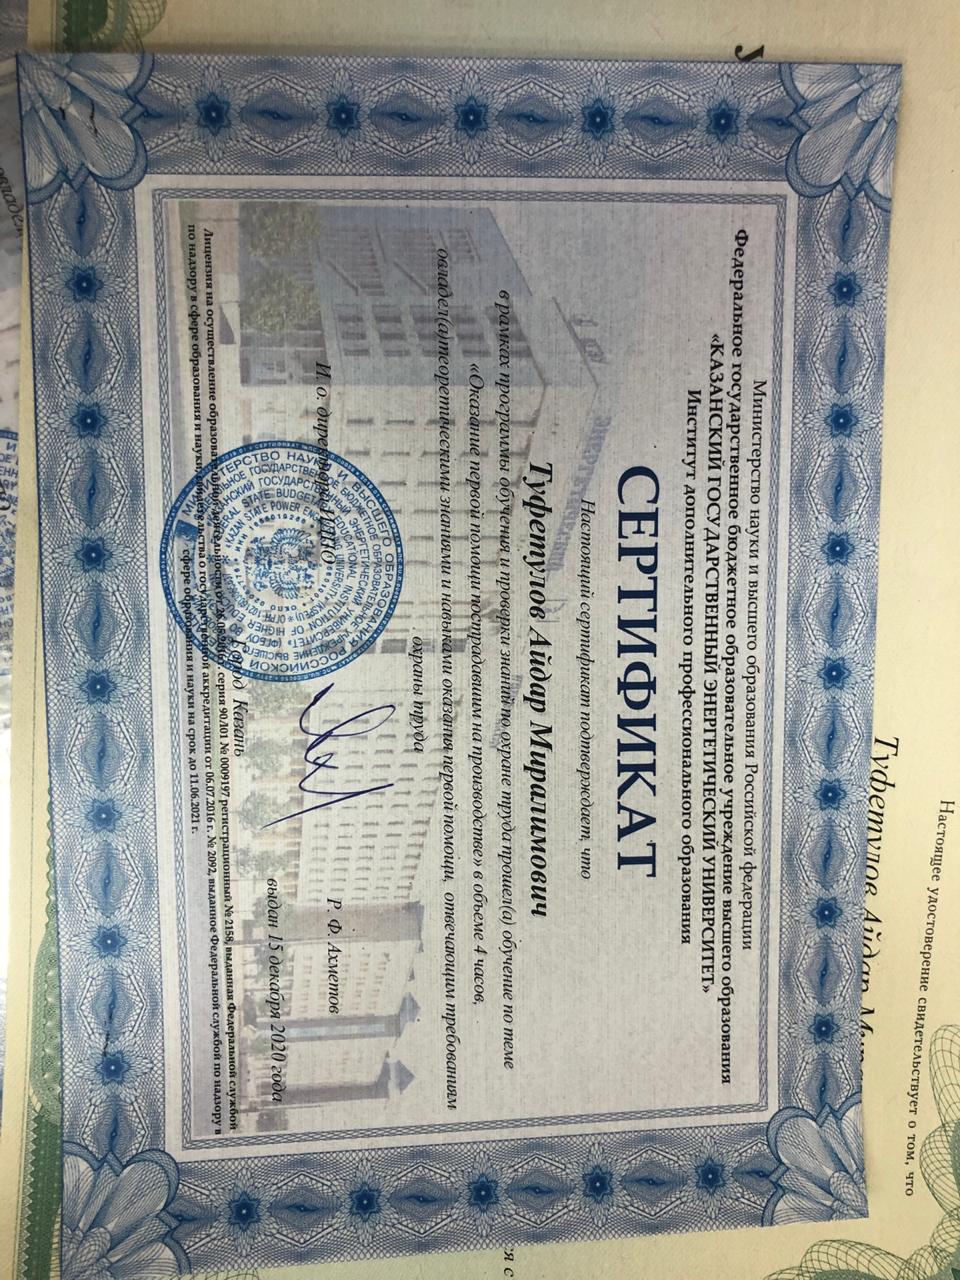 Министерство науки и высшего образования Российской федерации
Федеральное государственное бюджетное образовательное учреждение высшего образования
«КАЗАНСКИЙ ГОСУДАРСТВЕННЫЙ ЭНЕРГЕТИЧЕСКИЙ УНИВЕРСИТЕТ»
Институт дополнительного профессионального образования
СЕРТИФИКАТ
Настоящий сертификат подтверждает, что
Туфетулов Айдар Миралимович
в рамках программы обучения и проверки знаний по охране труда прошел(а) обучение по теме
«Оказание первой помощи пострадавшим на производстве» в объеме 4 часов,
овладел(а) теоретическими знаниями и навыками оказания первой помощи, отвечающим требованиям
охраны труда
И. о. директора ИДПО
Р. Ф. Ахметов
город Казань
выдан 15 декабря 2020 года
Лицензия на осуществление образовательной деятельности от серия 90Л01 № 0009197 регистрационный № 2158, выданная Федеральной службой
по надзору в сфере образования и науки, свидетельства о государственной аккредитации от 06.07.2016 г. № 2092, выданное Федеральной службой по надзору в
сфере образования и науки на срок до 11.06.2021 г.
Настоящее удостоверение свидетельствует о том, что
Туфетулов Айдар